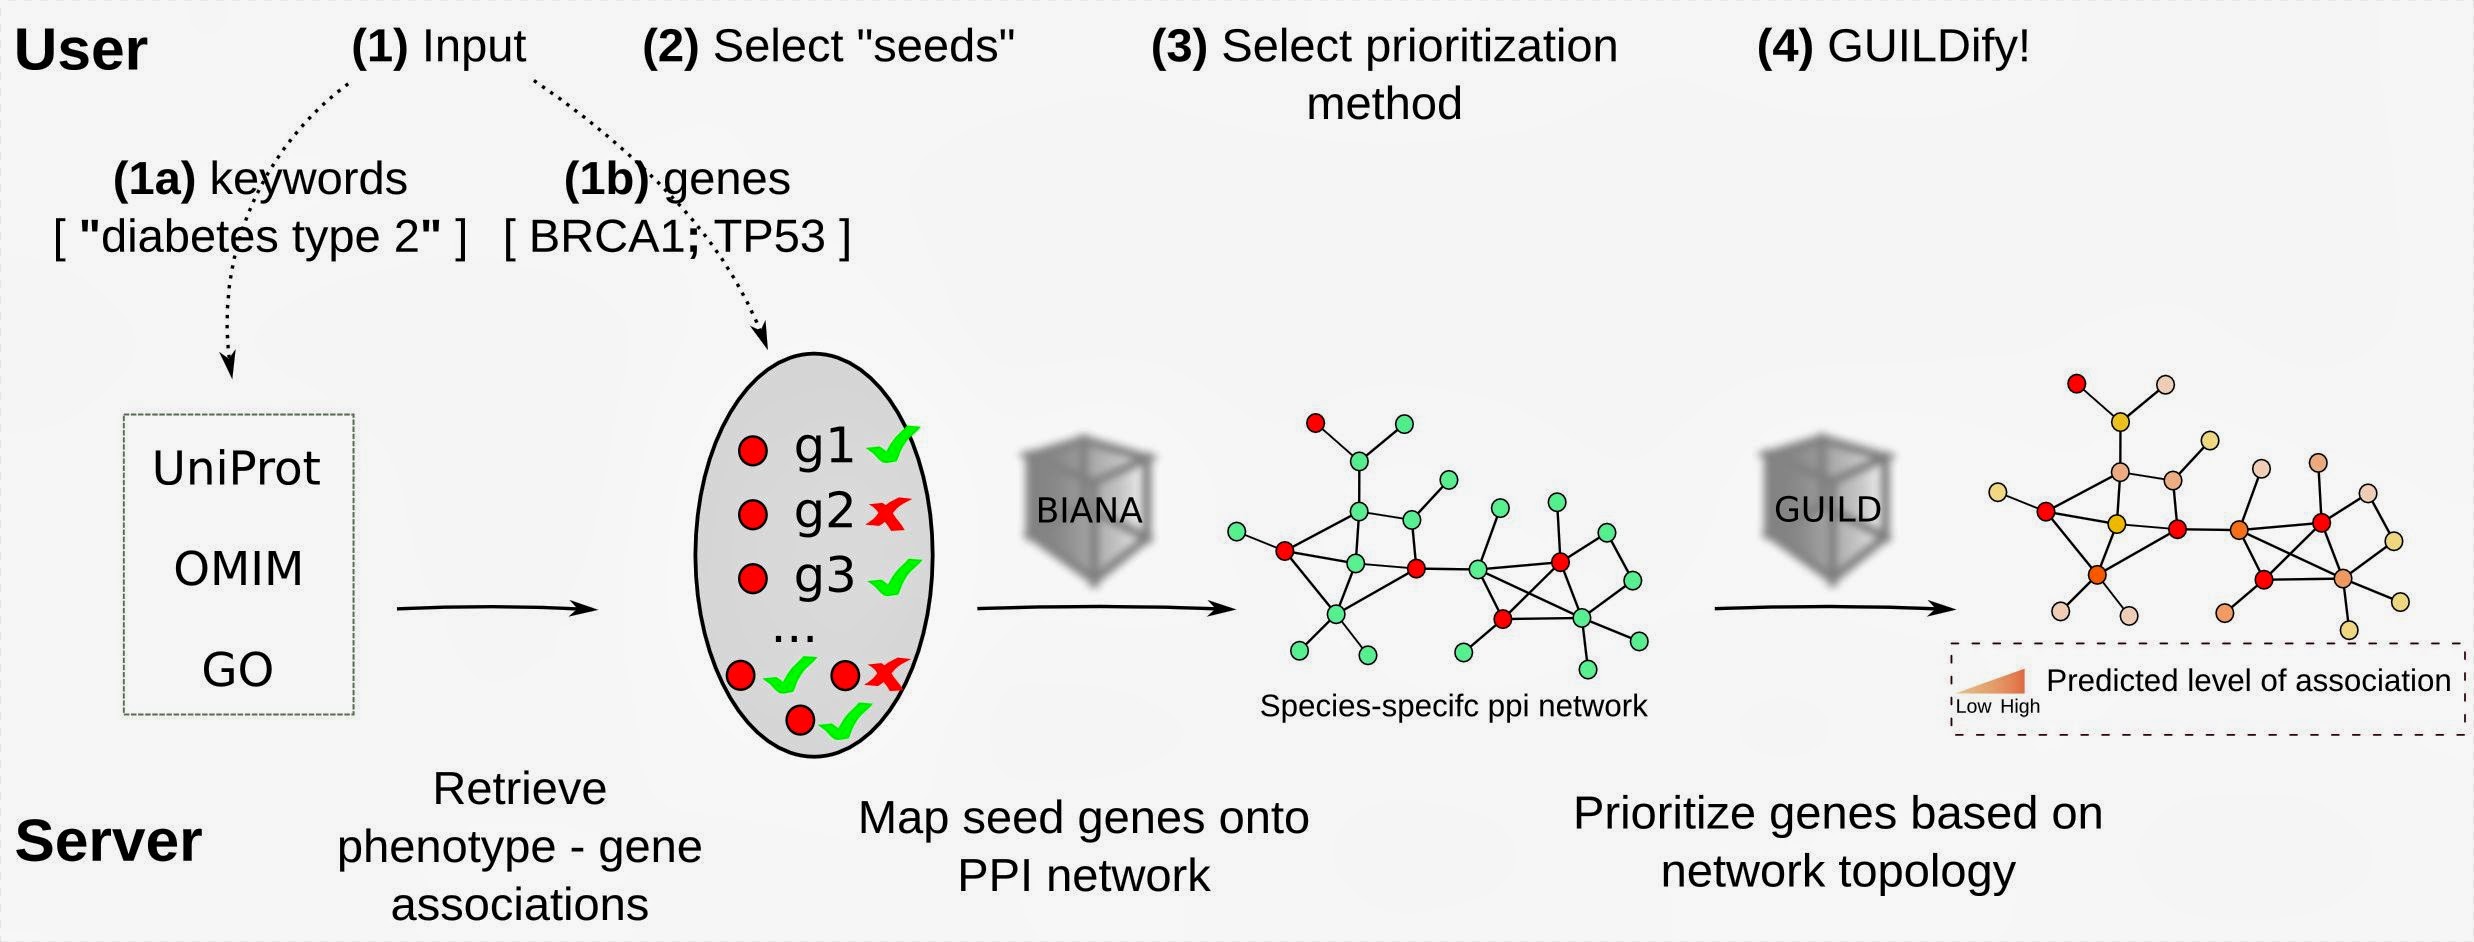 User
(1) Input
(2) Select "seeds"
(3) Select prioritization
method
(4) GUILDify!
(1a) keywords
[ "diabetes type 2" ]
(1b) genes
[ BRCA1; TP53 ]
UniProt
OMIM
GO
g1
g2
g3
...
BIANA
Species-specifc ppi network
GUILD
Predicted level of association
Low High
Server
Retrieve
phenotype - gene
associations
Map seed genes onto
PPI network
Prioritize genes based on
network topology